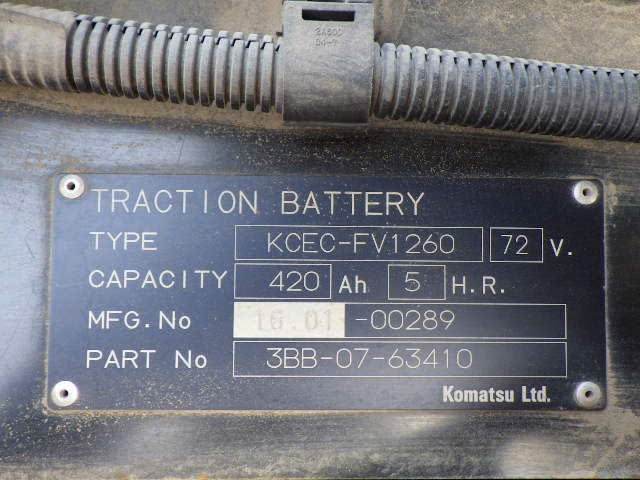 TRACTION BATTERY
TYPE KCEC-FV1260 72 V.
CAPACITY 420 Ah 5 H.R.
MFG.No 16.01 -00289
PART No 3BB-07-63410
Komatsu Ltd.